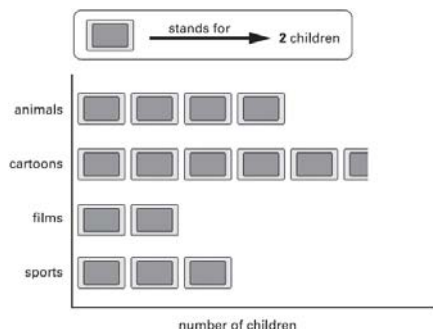 stands for
2 children
animals
cartoons
films
sports
number of children